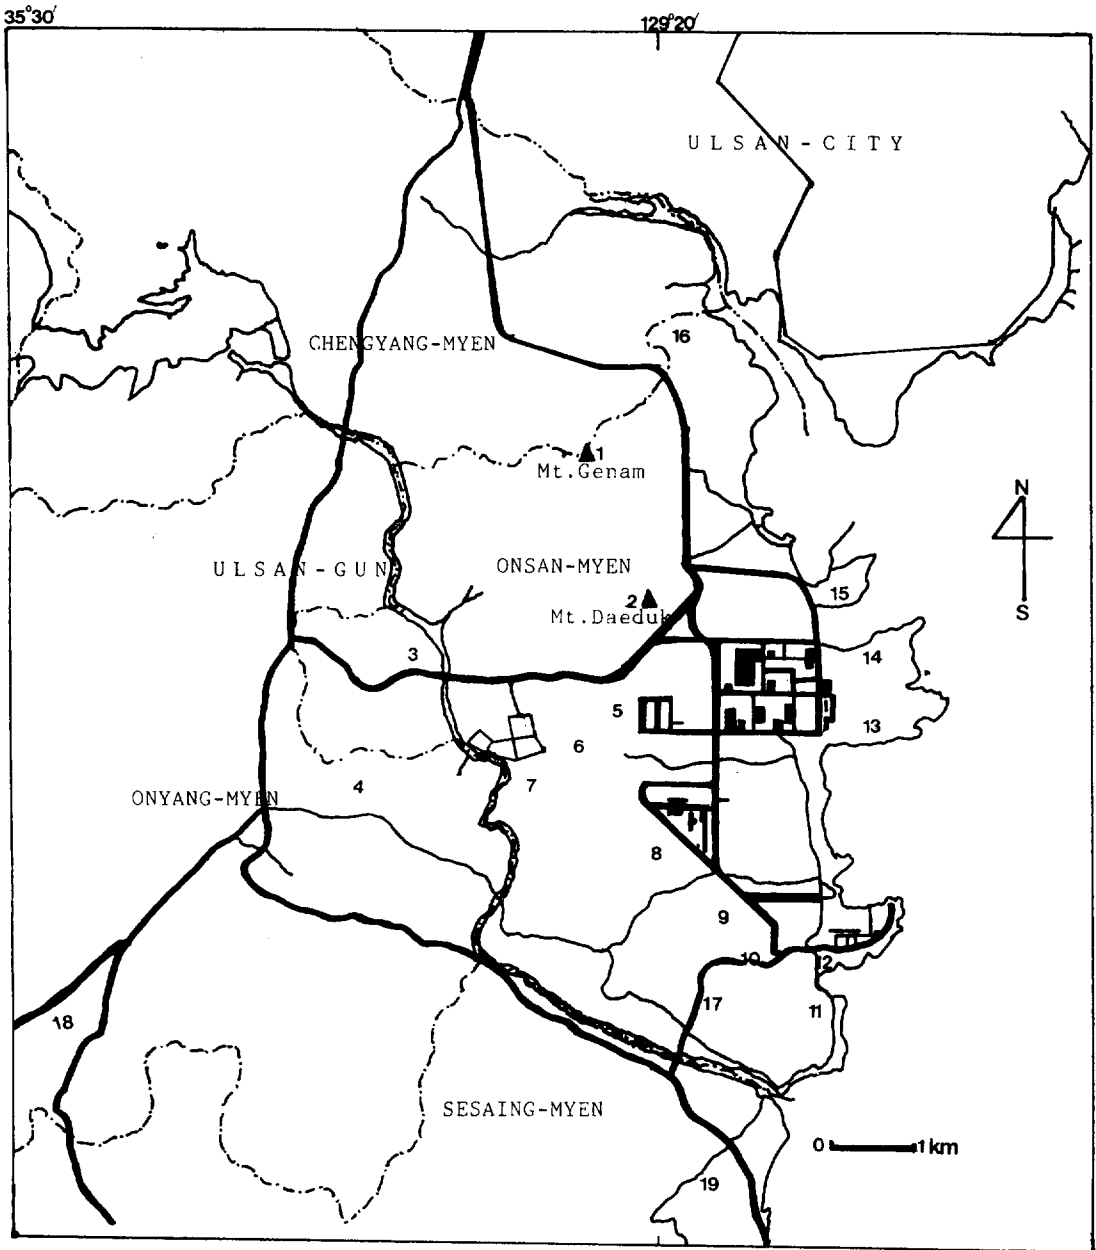 35°30′
129°20′
ULSAN-CITY
16
CHENGYANG-MYEN
1
Mt.Genam
N
ULSAN-GUN
ONSAN-MYEN
15
2
Mt.Daeduk
S
3
14
5
13
6
4
7
ONYANG-MYEN
8
9
10
12
17
11
18
SESAING-MYEN
0 1km
19